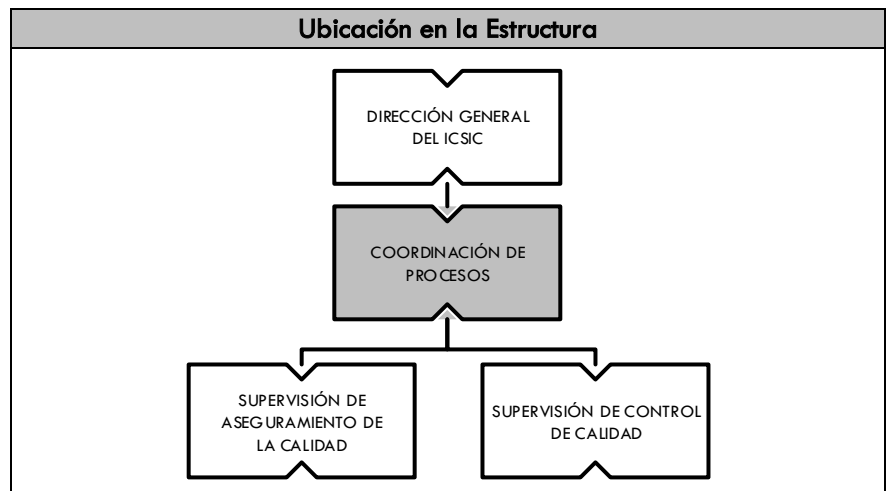 Ubicación en la Estructura
DIRECCIÓN GENERAL
DEL ICSIC
COORDINACIÓN DE
PROCESOS
SUPERVISIÓN DE
ASEGURAMIENTO DE
LA CALIDAD
SUPERVISIÓN DE CONTROL
DE CALIDAD